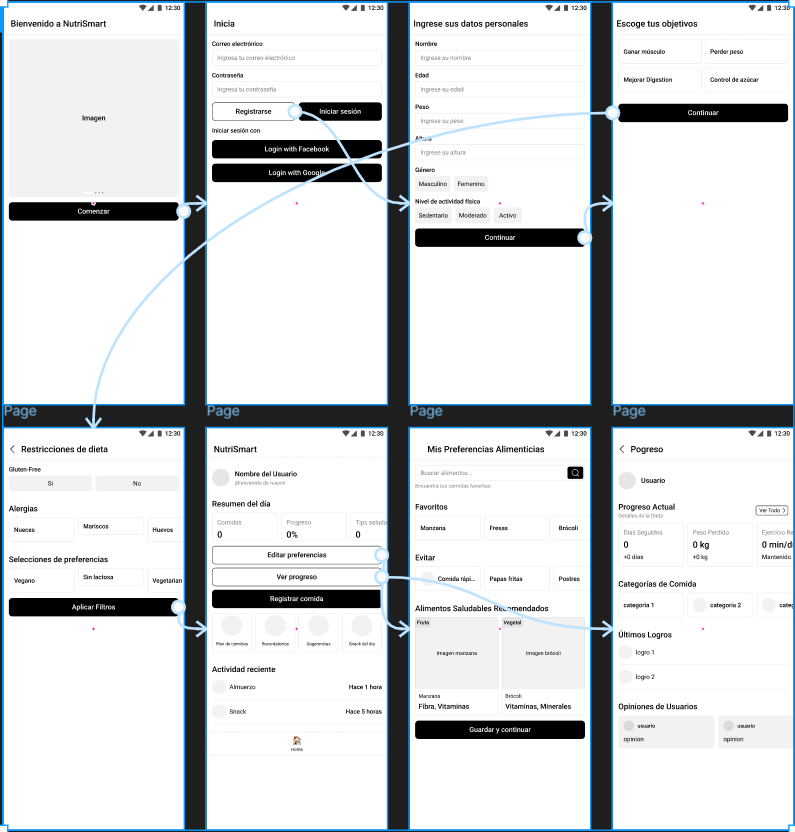 12:30
Bienvenido a NutriSmart
Imagen
Comenzar
12:30
Inicia
Correo electrónico
Ingresa tu correo electrónico
Contraseña
Ingresa tu contraseña
Registrarse
Iniciar sesión
Iniciar sesión con
Login with Facebook
Login with Google
12:30
Ingrese sus datos personales
Nombre
Ingrese su nombre
Edad
Ingrese su edad
Peso
Ingrese su peso
Altura
Ingrese su altura
Género
Masculino Femenino
Nivel de actividad física
Sedentario Moderado Activo
Continuar
12:30
Escoge tus objetivos
Ganar músculo Perder peso
Mejorar Digestion Control de azúcar
Continuar
Page
12:30
Restricciones de dieta
Gluten-Free
Si No
Alergias
Nueces Mariscos Huevos
Selecciones de preferencias
Vegano Sin lactosa Vegetarian
Aplicar Filtros
Page
12:30
NutriSmart
Nombre del Usuario
¡Bienvenido de nuevo!
Resumen del día
Comidas Progreso Tips saluda
0 0% 0
Editar preferencias
Ver progreso
Registrar comida
Plan de comidas Recordatorios Sugerencias Snack del día
Actividad reciente
Almuerzo Hace 1 hora
Snack Hace 5 horas
Home
Page
12:30
Mis Preferencias Alimenticias
Buscar alimentos...
Encuentra tus comidas favoritas
Favoritos
Manzana Fresas Brócoli
Evitar
Comida rápi... Papas fritas Postres
Alimentos Saludables Recomendados
Fruta Vegetal
Imagen manzana Imagen brócoli
Manzana Brócoli
Fibra, Vitaminas Vitaminas, Minerales
Guardar y continuar
Page
12:30
Pogreso
Usuario
Progreso Actual
Detalles de la Dieta
Ver Todo
Días Seguidos Peso Perdido Ejercicio Re
0 0 kg 0 min/d
+0 días +0 kg Mantenido
Categorías de Comida
categoria 1 categoria 2 categ
Últimos Logros
logro 1
logro 2
Opiniones de Usuarios
usuario usuario
opinion opinion